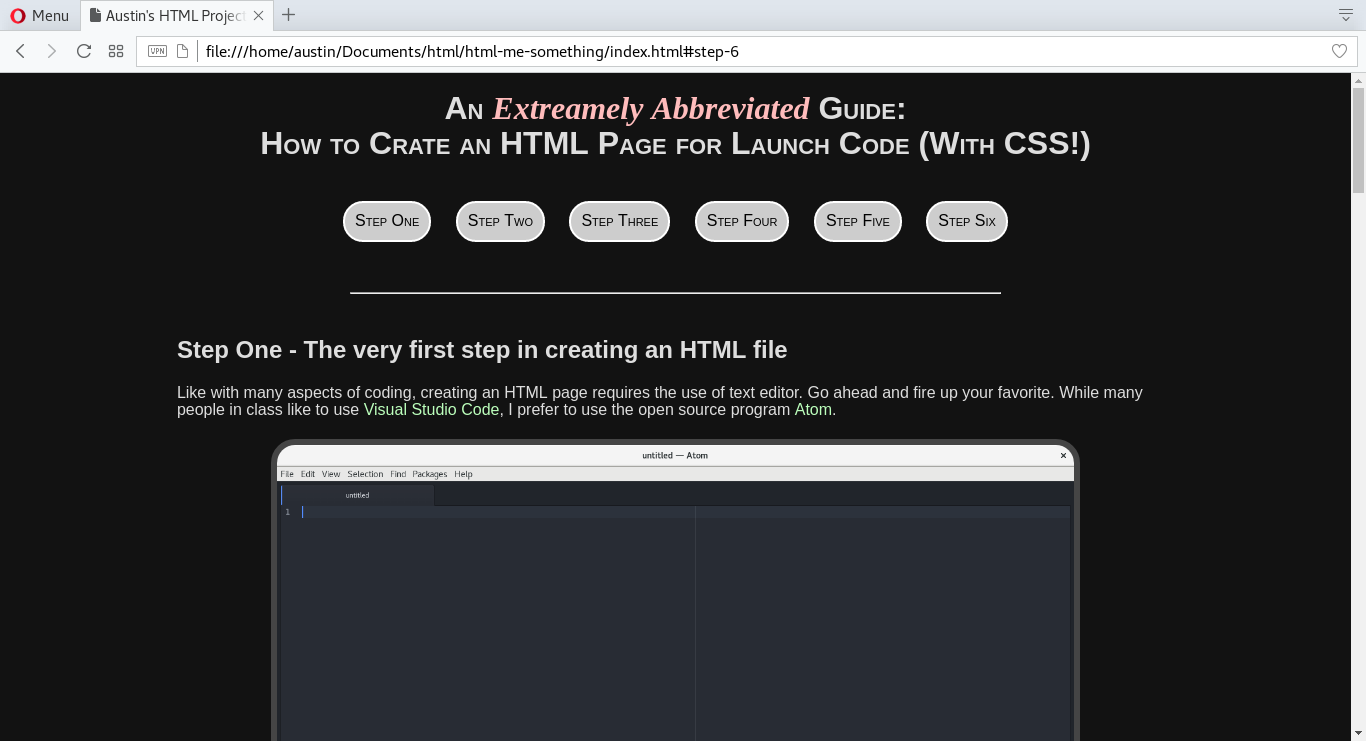 Menu
Austin's HTML Project
VPN
file:///home/austin/Documents/html/html-me-something/index.html#step-6
An Extreamely Abbreviated Guide:
How to Crate an HTML Page for Launch Code (With CSS!)
Step One Step Two Step Three Step Four Step Five Step Six
Step One - The very first step in creating an HTML file
Like with many aspects of coding, creating an HTML page requires the use of text editor. Go ahead and fire up your favorite. While many
people in class like to use Visual Studio Code, I prefer to use the open source program Atom.
untitled — Atom
File Edit View Selection Find Packages Help
untitled
1